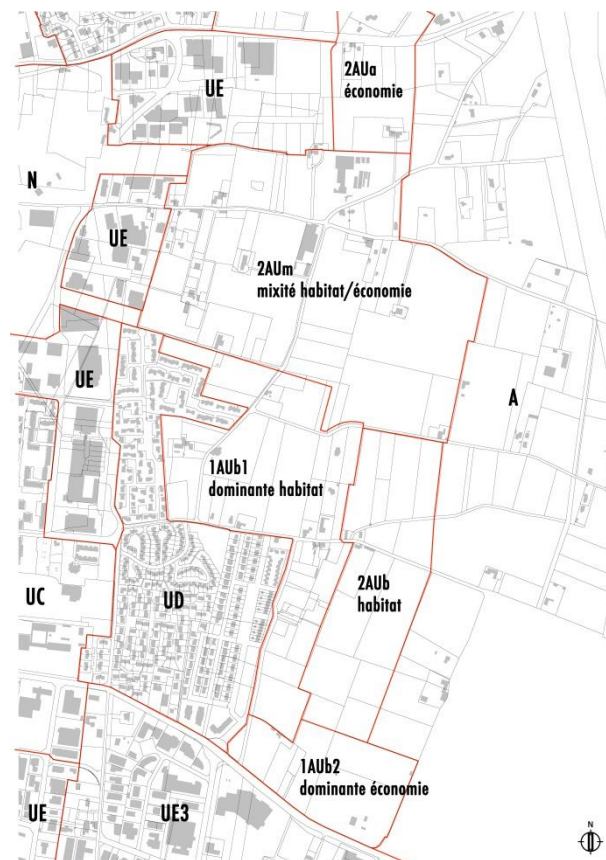 UE
2AUa
économie
N
UE
2AUm
mixité habitat/économie
UE
A
1AUb1
dominante habitat
UC
UD
2AUb
habitat
1AUb2
dominante économie
UE
UE3
N